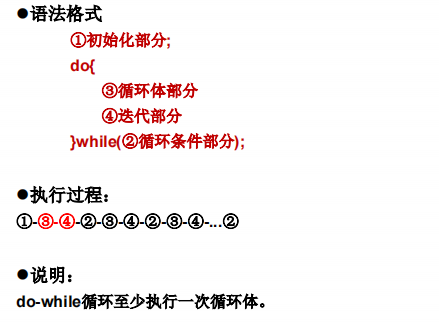 ●语法格式
①初始化部分;
do{
③循环体部分
④迭代部分
}while(②循环条件部分);
●执行过程：
①-③-④-②-③-④-②-③-④-...②
●说明：
do-while循环至少执行一次循环体。